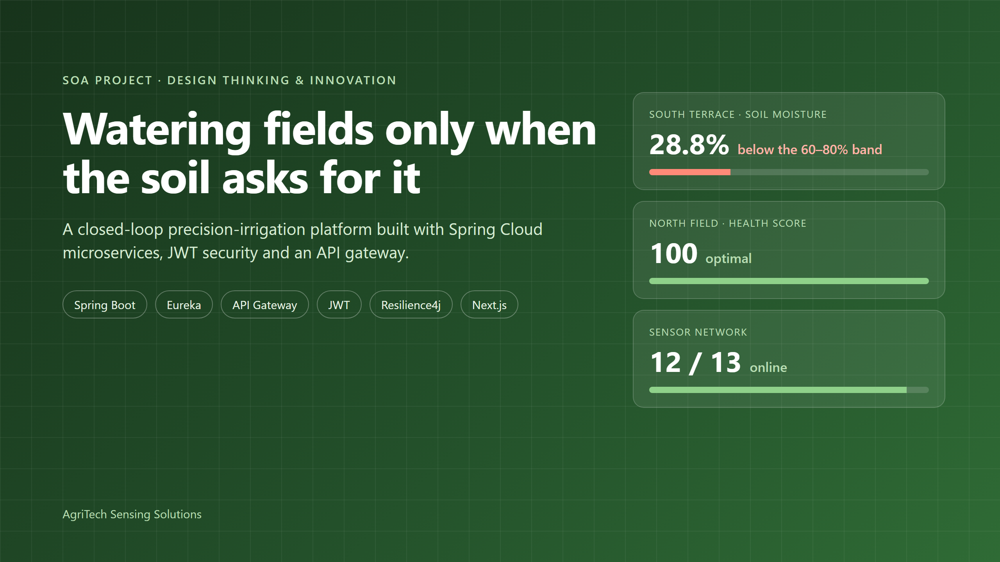 SOA PROJECT · DESIGN THINKING & INNOVATION
Watering fields only when
the soil asks for it
A closed-loop precision-irrigation platform built with Spring Cloud
microservices, JWT security and an API gateway.
Spring Boot
Eureka
API Gateway
JWT
Resilience4j
Next.js
SOUTH TERRACE · SOIL MOISTURE
28.8% below the 60–80% band
NORTH FIELD · HEALTH SCORE
100 optimal
SENSOR NETWORK
12 / 13 online
AgriTech Sensing Solutions